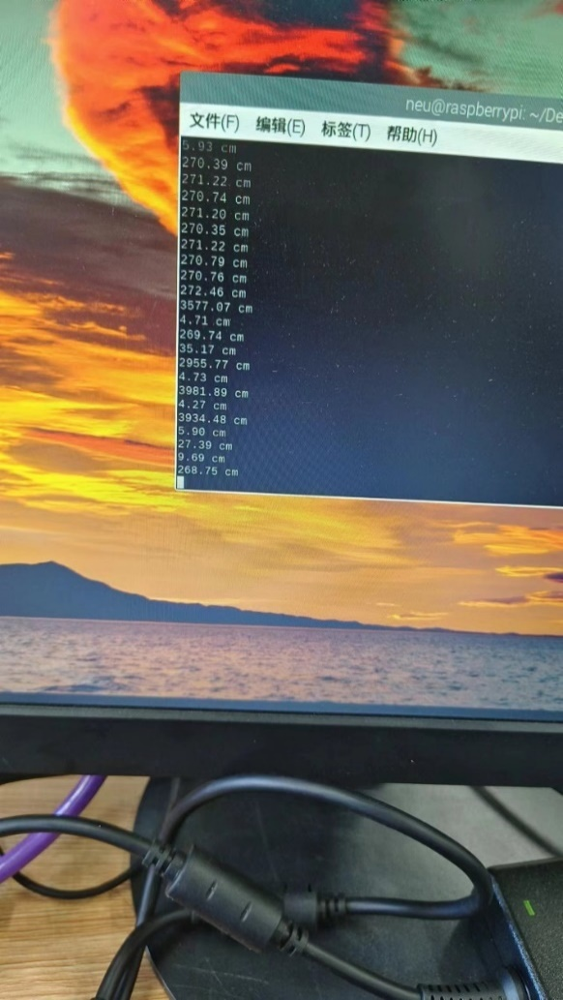 neu@raspberrypi: ~/De
文件(F) 编辑(E) 标签(T) 帮助(H)
5.93 cm
270.39 cm
271.22 cm
270.74 cm
271.20 cm
270.35 cm
271.22 cm
270.79 cm
270.76 cm
272.46 cm
3577.07 cm
4.71 cm
269.74 cm
35.17 cm
2955.77 cm
4.73 cm
3981.89 cm
4.27 cm
3934.48 cm
5.90 cm
27.39 cm
9.69 cm
268.75 cm